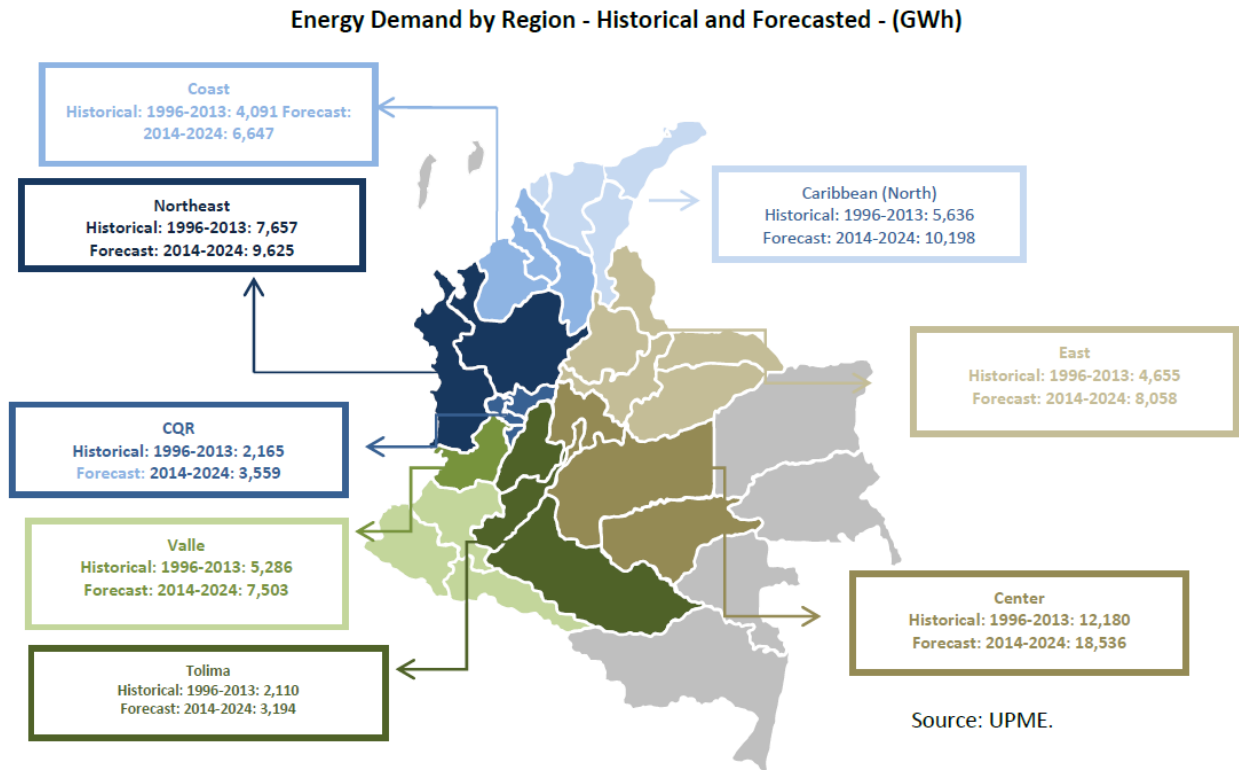 Energy Demand by Region - Historical and Forecasted - (GWh)
Coast
Historical: 1996-2013: 4,091 Forecast:
2014-2024: 6,647
Northeast
Historical: 1996-2013: 7,657
Forecast: 2014-2024: 9,625
Caribbean (North)
Historical: 1996-2013: 5,636
Forecast: 2014-2024: 10,198
East
Historical: 1996-2013: 4,655
Forecast: 2014-2024: 8,058
CQR
Historical: 1996-2013: 2,165
Forecast: 2014-2024: 3,559
Valle
Historical: 1996-2013: 5,286
Forecast: 2014-2024: 7,503
Center
Historical: 1996-2013: 12,180
Forecast: 2014-2024: 18,536
Tolima
Historical: 1996-2013: 2,110
Forecast: 2014-2024: 3,194
Source: UPME.